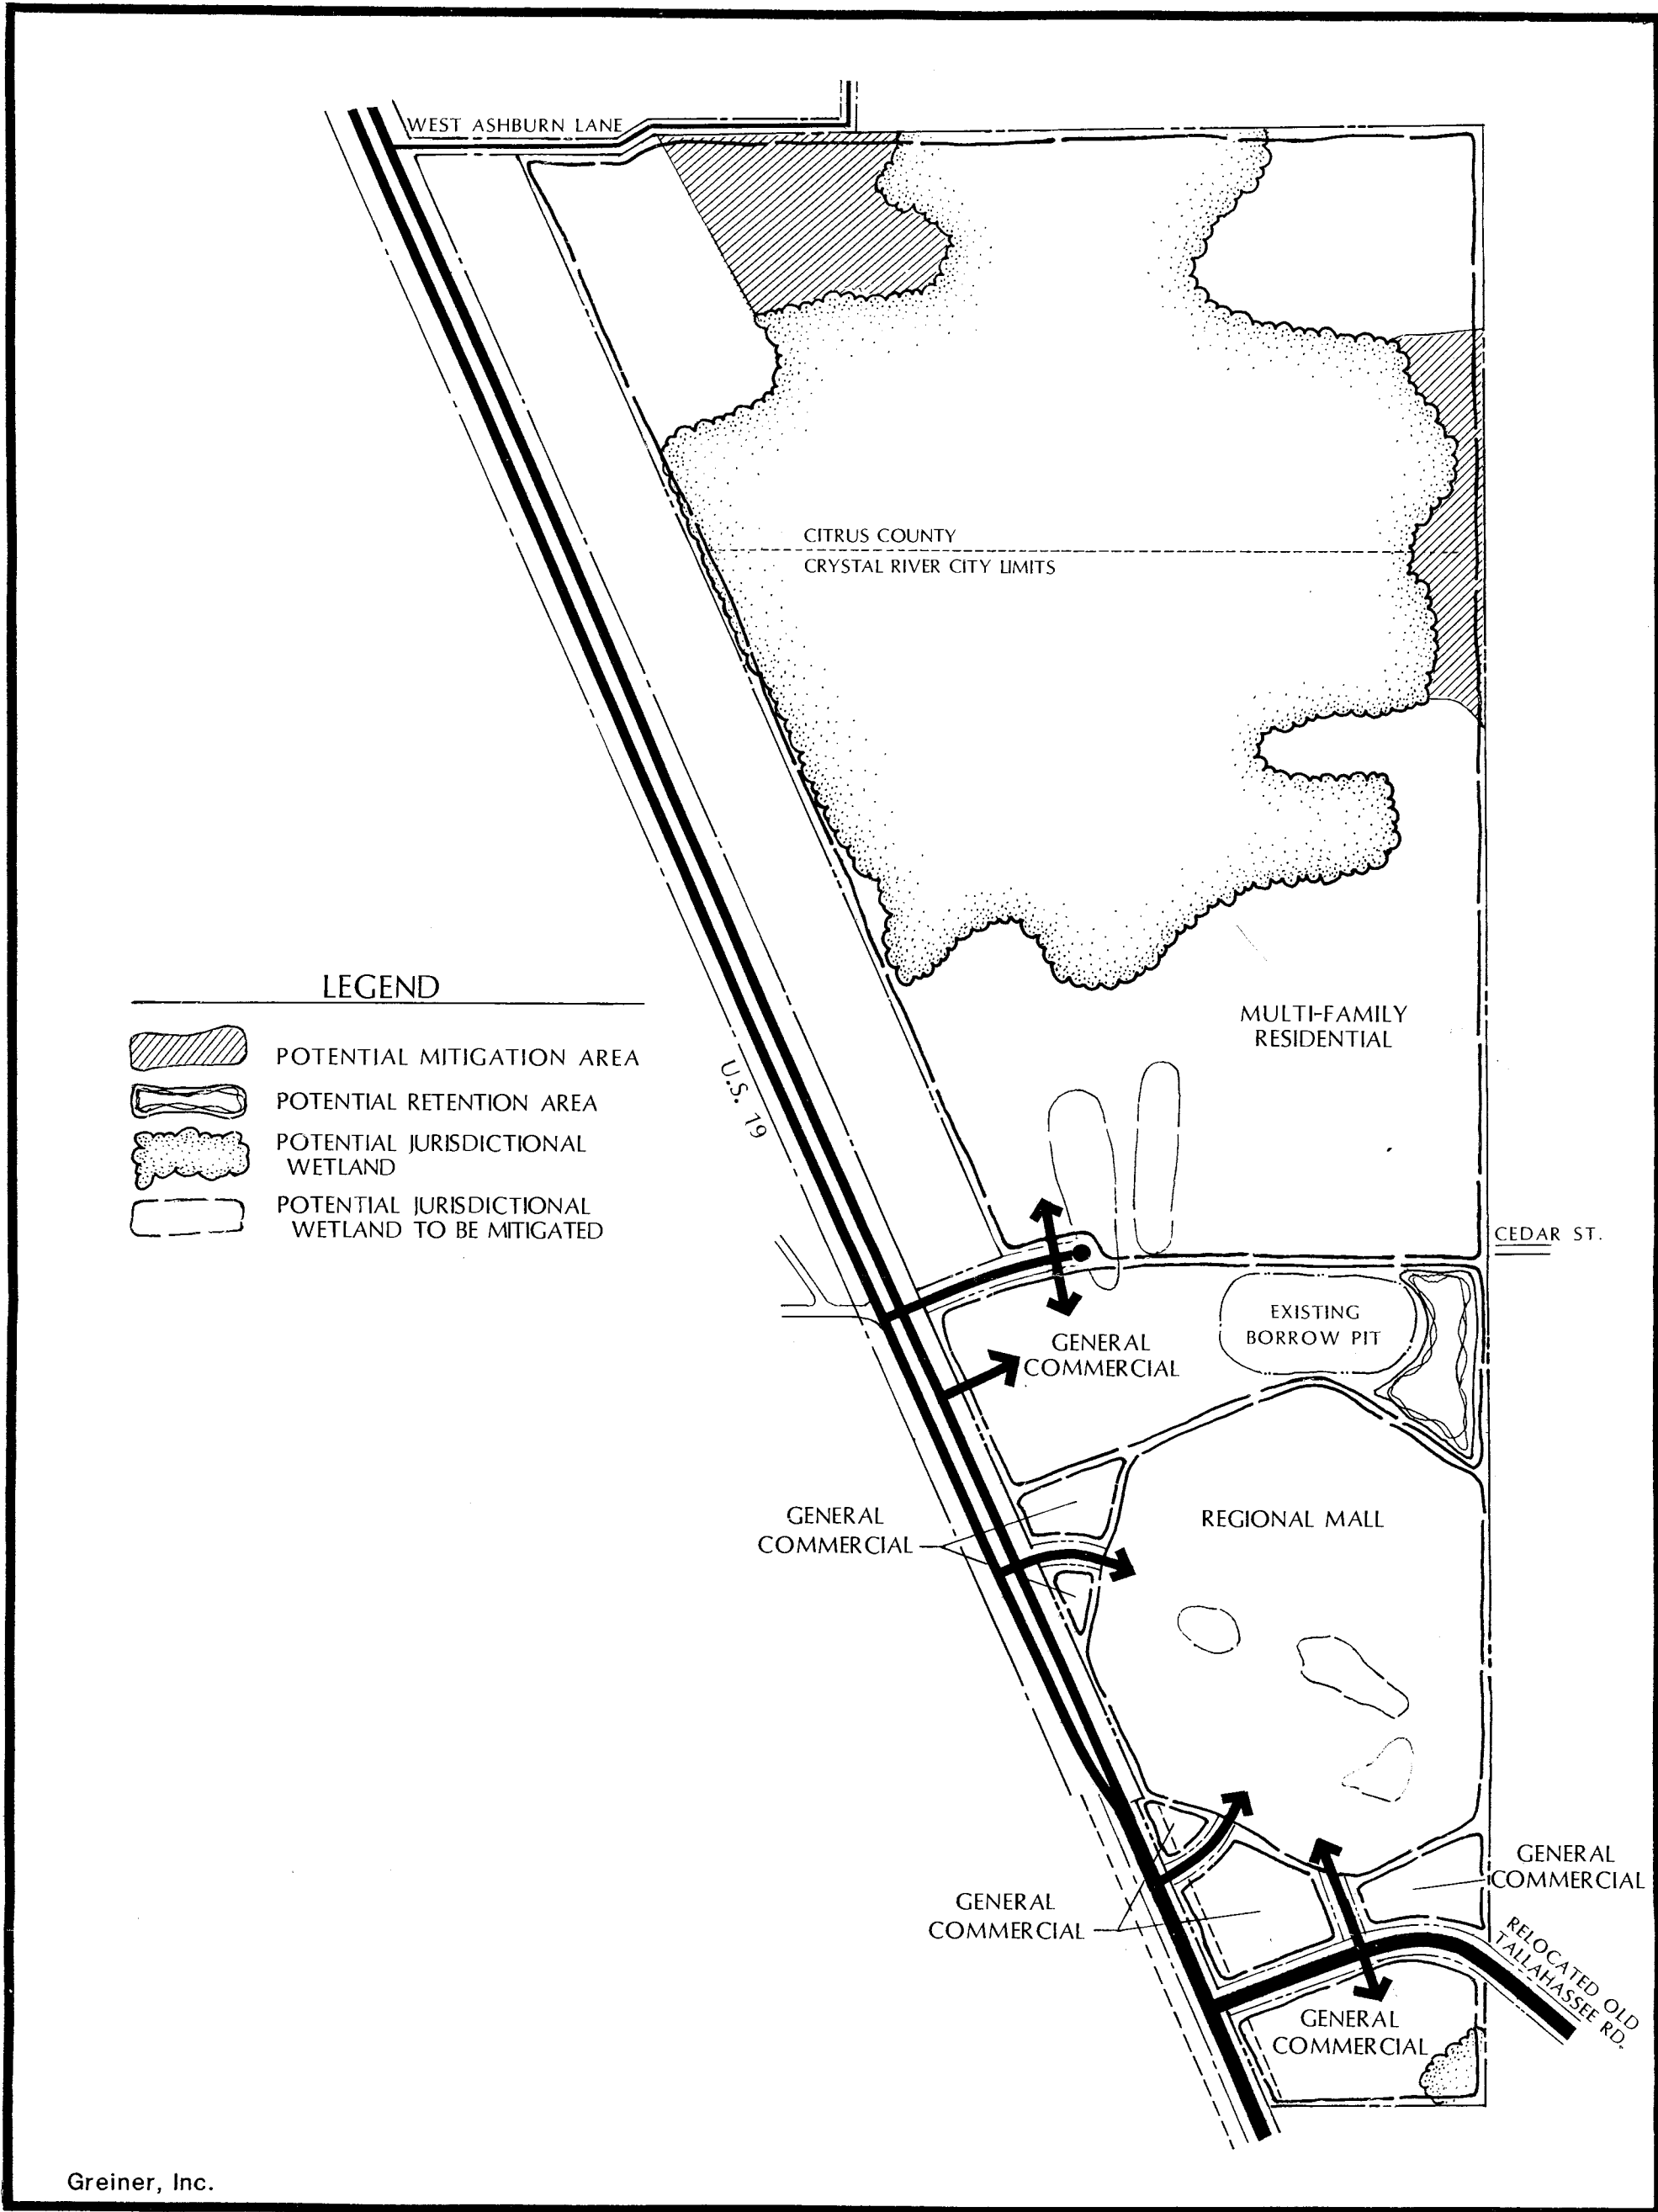 WEST ASHBURN LANE
CITRUS COUNTY
CRYSTAL RIVER CITY LIMITS
LEGEND
POTENTIAL MITIGATION AREA
POTENTIAL RETENTION AREA
POTENTIAL JURISDICTIONAL
WETLAND
POTENTIAL JURISDICTIONAL
WETLAND TO BE MITIGATED
U.S. 19
MULTI-FAMILY
RESIDENTIAL
CEDAR ST.
EXISTING
BORROW PIT
GENERAL
COMMERCIAL
GENERAL
COMMERCIAL
REGIONAL MALL
GENERAL
COMMERCIAL
GENERAL
COMMERCIAL
RELOCATED OLD
TALLAHASSEE RD.
GENERAL
COMMERCIAL
Greiner, Inc.